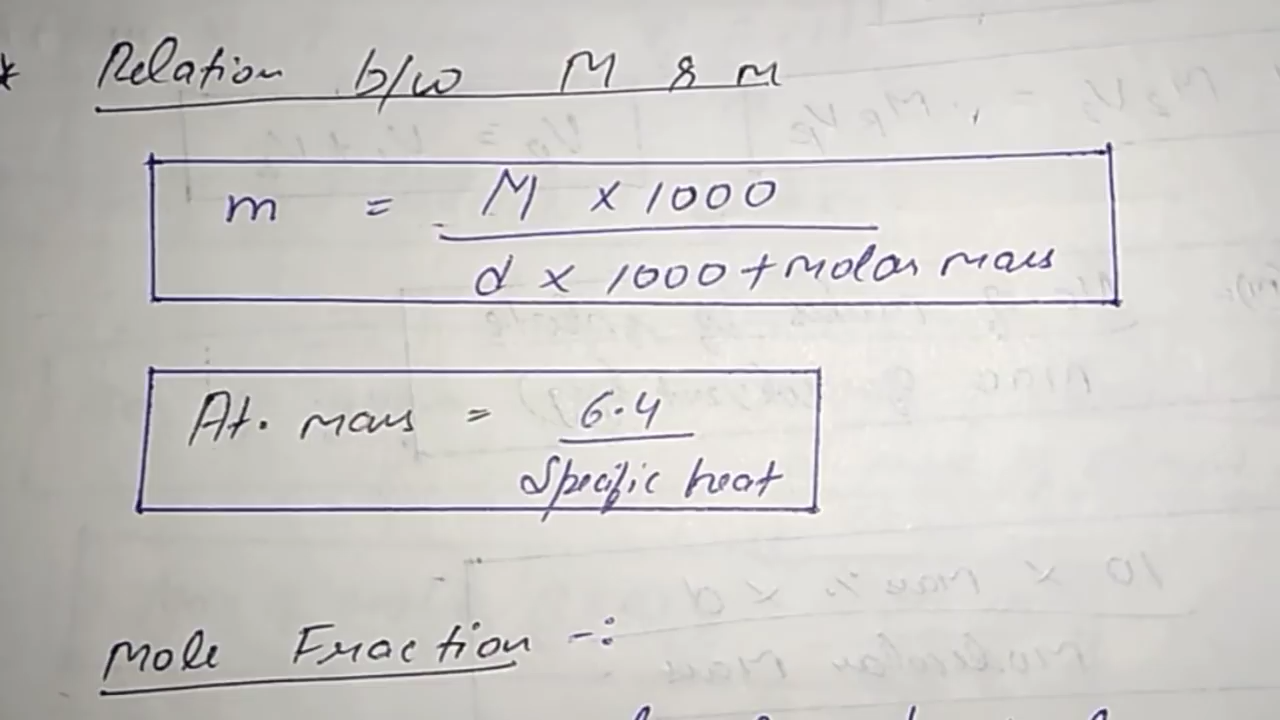 * Relation b/w M & m
m = M × 1000
d × 1000 + molar mass
At. mass = 6.4
Specific heat
Mole Fraction -: